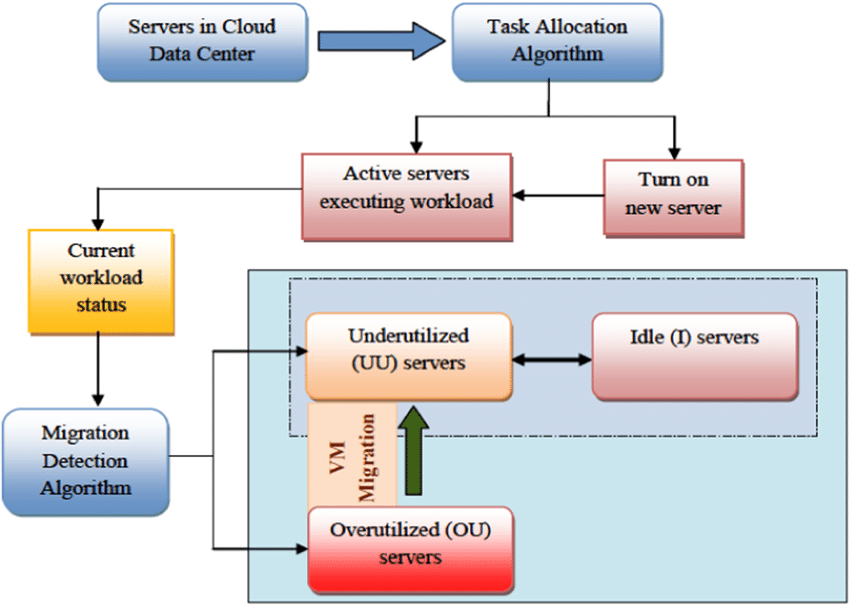 Servers in Cloud
Data Center
Task Allocation
Algorithm
Active servers
executing workload
Turn on
new server
Current
workload
status
Underutilized
(UU) servers
Idle (I) servers
Migration
Detection
Algorithm
VM
Migration
Overutilized (OU)
servers